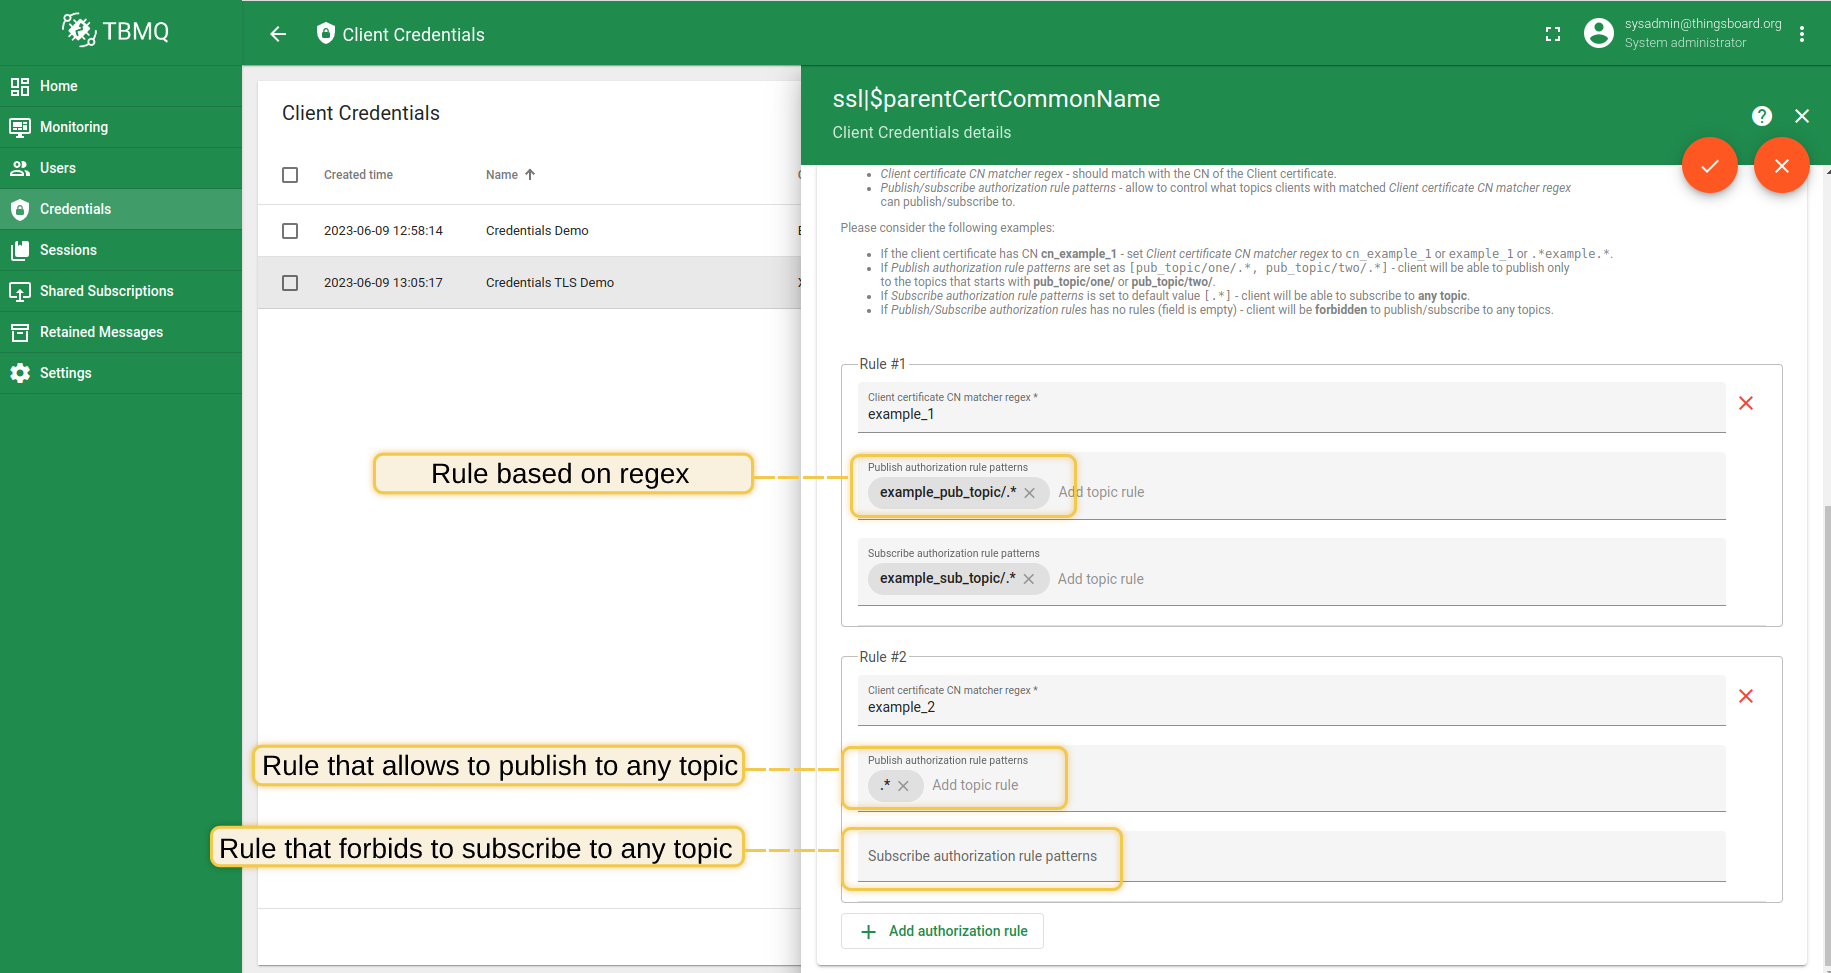 TBMQ
Client Credentials
sysadmin@thingsboard.org
System administrator
Home
Monitoring
Users
Credentials
Sessions
Shared Subscriptions
Retained Messages
Settings
Client Credentials
Created time
Name
2023-06-09 12:58:14
Credentials Demo
2023-06-09 13:05:17
Credentials TLS Demo
ssl|$parentCertCommonName
Client Credentials details
Client certificate CN matcher regex - should match with the CN of the Client certificate.
Publish/subscribe authorization rule patterns - allow to control what topics clients with matched Client certificate CN matcher regex
can publish/subscribe to.
Please consider the following examples:
If the client certificate has CN cn_example_1 - set Client certificate CN matcher regex to cn_example_1 or example_1 or .*example.*.
If Publish authorization rule patterns are set as [pub_topic/one/.*, pub_topic/two/.*] - client will be able to publish only
to the topics that starts with pub_topic/one/ or pub_topic/two/.
If Subscribe authorization rule patterns is set to default value [.*] - client will be able to subscribe to any topic.
If Publish/Subscribe authorization rules has no rules (field is empty) - client will be forbidden to publish/subscribe to any topics.
Rule #1
Client certificate CN matcher regex *
example_1
Rule based on regex
Publish authorization rule patterns
example_pub_topic/.* Add topic rule
Subscribe authorization rule patterns
example_sub_topic/.* Add topic rule
Rule #2
Client certificate CN matcher regex *
example_2
Rule that allows to publish to any topic
Publish authorization rule patterns
.* Add topic rule
Rule that forbids to subscribe to any topic
Subscribe authorization rule patterns
Add authorization rule